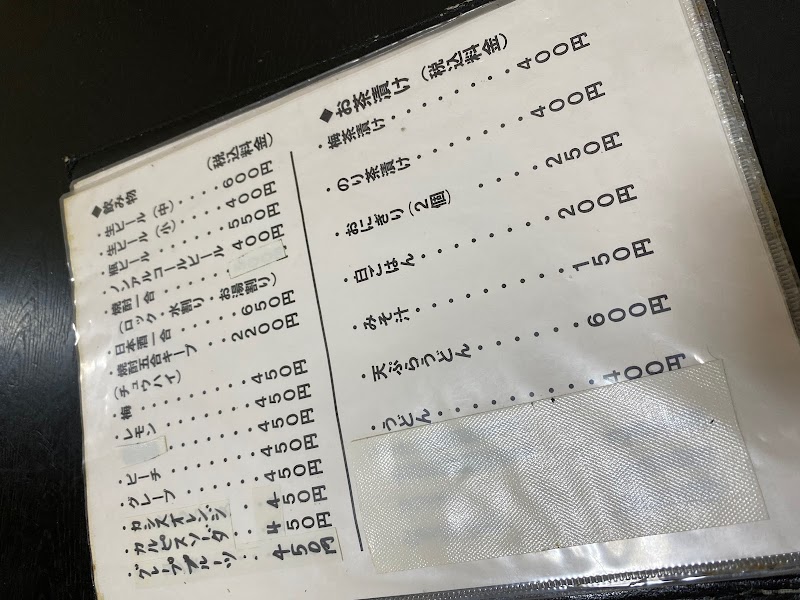 ◆飲み物 (税込料金)
・生ビール(中)・・・・600円
・生ビール(小)・・・・400円
・瓶ビール・・・・・・550円
・ノンアルコールビール 400円
・焼酎一合・・・・
(ロック・水割り・お湯割り)
・日本酒一合・・・・650円
・焼酎五合キープ・・2200円
(チュウハイ)
・梅・・・・・・・・450円
・レモン・・・・・・450円
・・・・・・450円
・ピーチ・・・・・・450円
・グレープ・・・・・450円
・カシスオレンジ・・450円
・カルピスソーダ・・450円
・グレープフルーツ・・450円
◆お茶漬け (税込料金)
・梅茶漬け・・・・・・・・400円
・のり茶漬け・・・・・・・400円
・おにぎり(2個)・・・・250円
・白ごはん・・・・・・・・200円
・みそ汁・・・・・・・・・150円
・天ぷらうどん・・・・・・600円
・うどん・・・・・・・・・400円